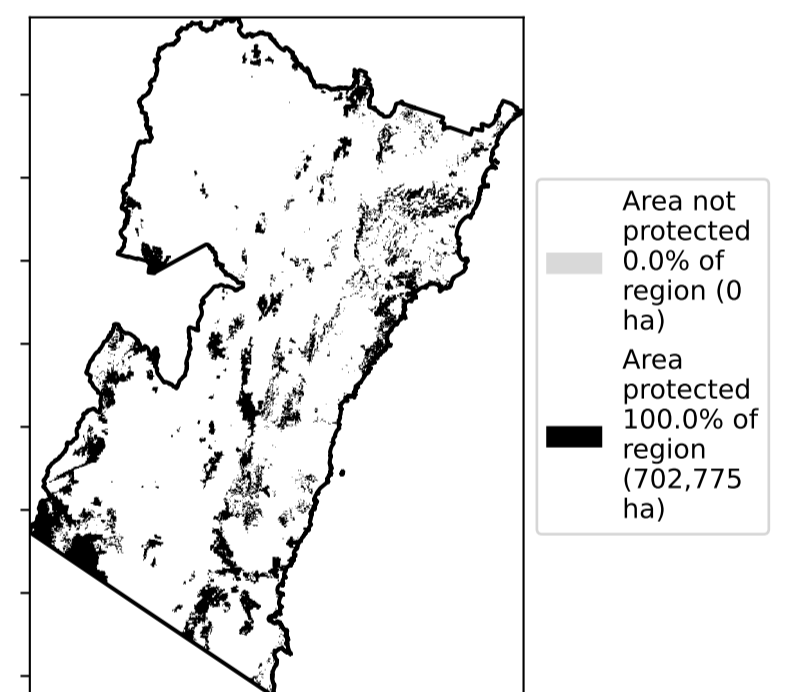 Area not
protected
0.0% of
region (0
ha)
Area
protected
100.0% of
region
(702,775
ha)